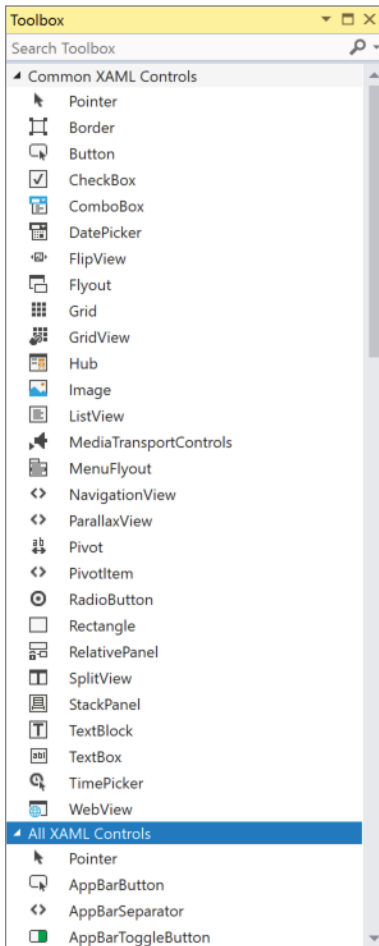 Toolbox
Search Toolbox
Common XAML Controls
Pointer
Border
Button
CheckBox
ComboBox
DatePicker
FlipView
Flyout
Grid
GridView
Hub
Image
ListView
MediaTransportControls
MenuFlyout
NavigationView
ParallaxView
Pivot
PivotItem
RadioButton
Rectangle
RelativePanel
SplitView
StackPanel
TextBlock
TextBox
TimePicker
WebView
All XAML Controls
Pointer
AppBarButton
AppBarSeparator
AppBarToggleButton